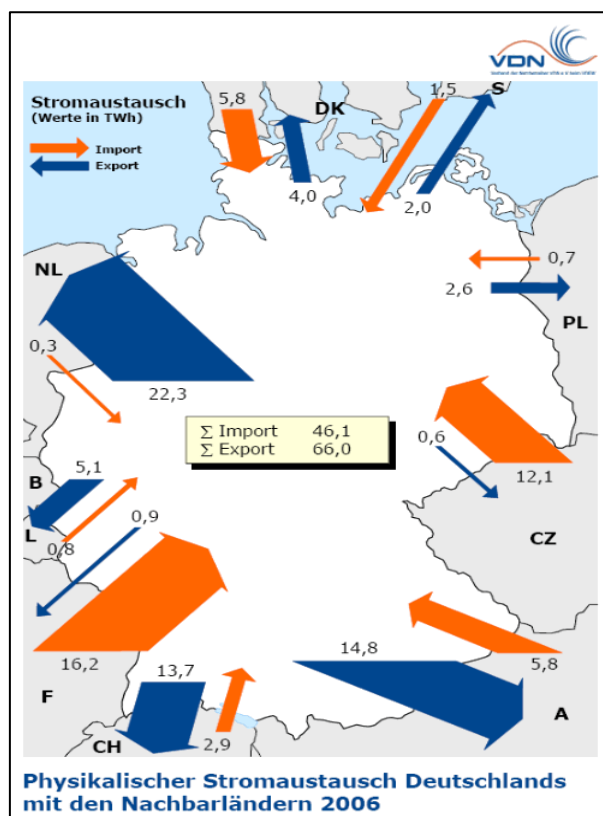 VDN
Stromaustausch
(Werte in TWh)
Import
Export
5,8
DK
1,5
S
4,0
2,0
NL
0,7
2,6
PL
0,3
22,3
Σ Import 46,1
Σ Export 66,0
0,6
12,1
B
5,1
L
0,8
0,9
CZ
16,2
14,8
5,8
F
13,7
A
CH
2,9
Physikalischer Stromaustausch Deutschlands
mit den Nachbarländern 2006